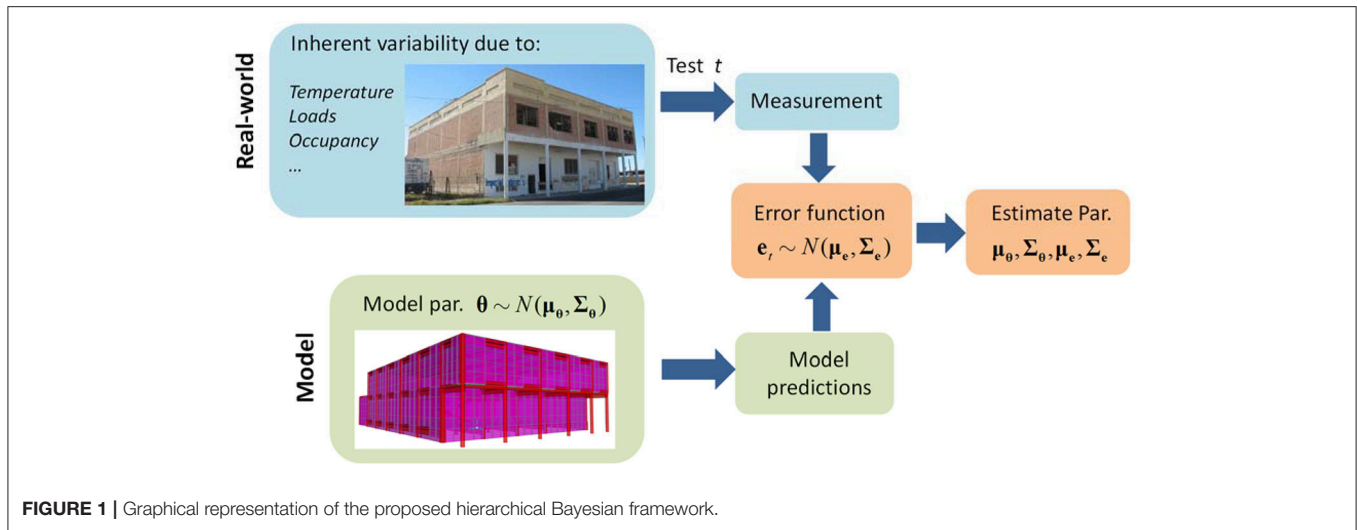 Real-world
Inherent variability due to:
Temperature
Loads
Occupancy
...
Test t
Measurement
Error function
e_t ~ N(μ_e, Σ_e)
Estimate Par.
μ_θ, Σ_θ, μ_e, Σ_e
Model
Model par. θ ~ N(μ_θ, Σ_θ)
Model
predictions
FIGURE 1 | Graphical representation of the proposed hierarchical Bayesian framework.